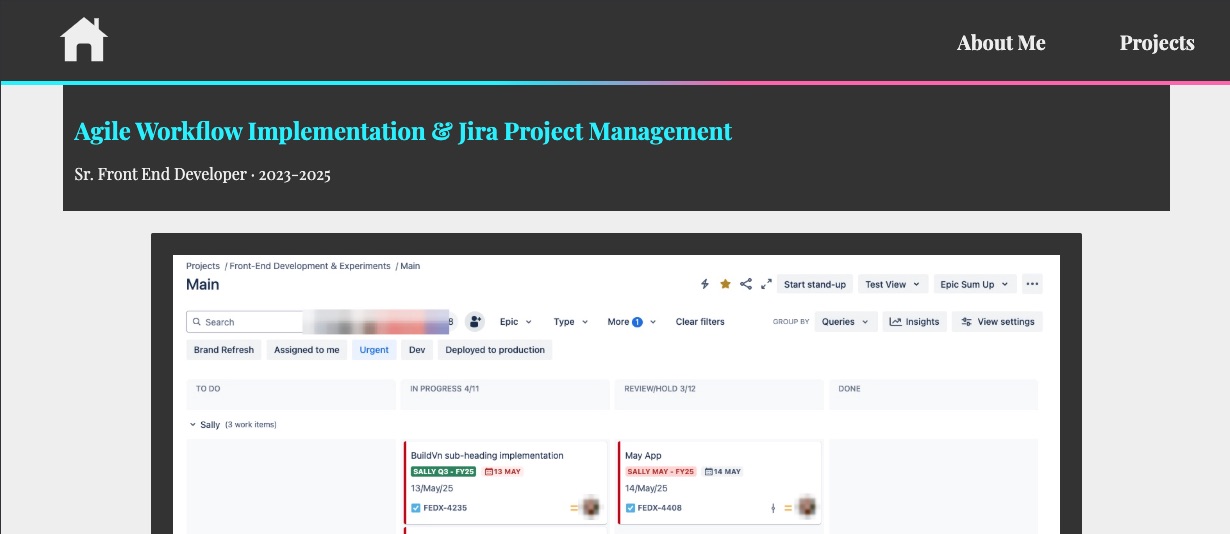 About Me Projects
Agile Workflow Implementation & Jira Project Management
Sr. Front End Developer · 2023-2025
Projects / Front-End Development & Experiments / Main
Main
Start stand-up Test View Epic Sum Up
Search
8 Epic Type More 1 Clear filters GROUP BY Queries Insights View settings
Brand Refresh Assigned to me Urgent Dev Deployed to production
TO DO IN PROGRESS 4/11 REVIEW/HOLD 3/12 DONE
Sally (3 work items)
BuildVn sub-heading implementation
SALLY Q3 - FY25 13 MAY
13/May/25
FEDX-4235
May App
SALLY MAY - FY25 14 MAY
14/May/25
FEDX-4408